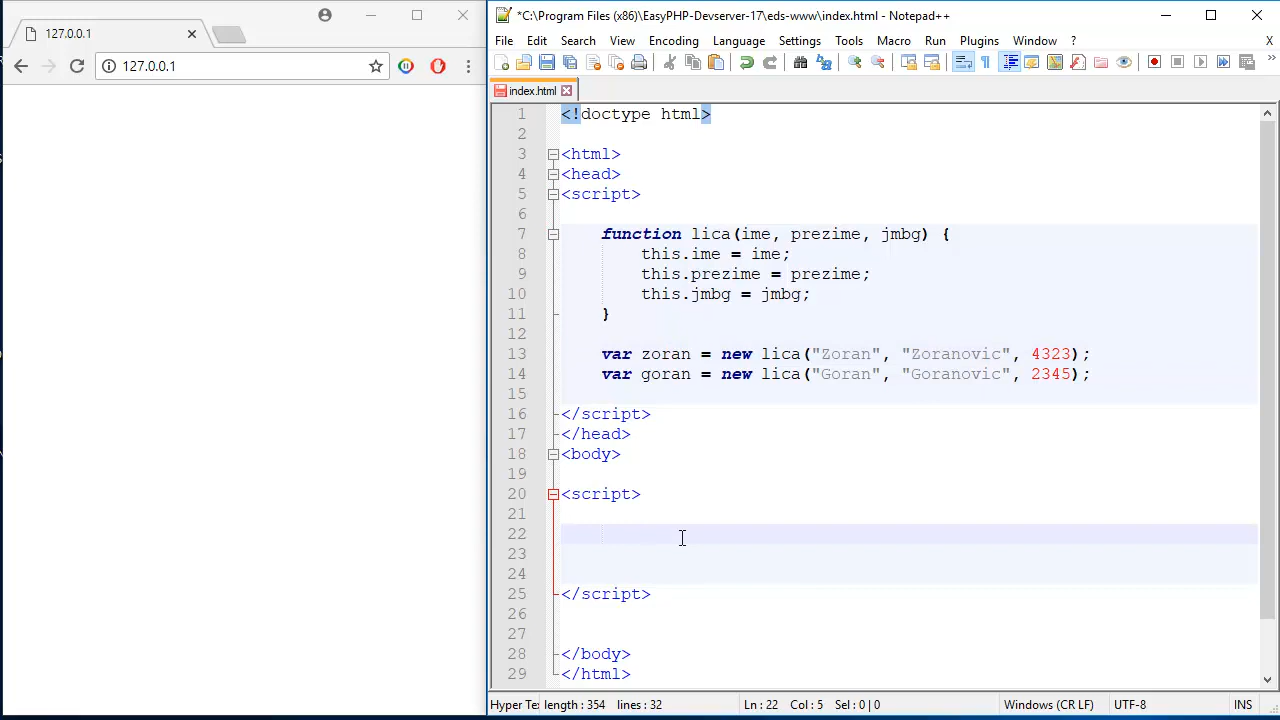 127.0.0.1
127.0.0.1
*C:\Program Files (x86)\EasyPHP-Devserver-17\eds-www\index.html - Notepad++
File Edit Search View Encoding Language Settings Tools Macro Run Plugins Window ? X
index.html
1 <!doctype html>
2
3 <html>
4 <head>
5 <script>
6
7 function lica(ime, prezime, jmbg) {
8 this.ime = ime;
9 this.prezime = prezime;
10 this.jmbg = jmbg;
11 }
12
13 var zoran = new lica("Zoran", "Zoranovic", 4323);
14 var goran = new lica("Goran", "Goranovic", 2345);
15
16 </script>
17 </head>
18 <body>
19
20 <script>
21
22
23
24
25 </script>
26
27
28 </body>
29 </html>
Hyper Te length : 354 lines : 32 Ln : 22 Col : 5 Sel : 0 | 0 Windows (CR LF) UTF-8 INS